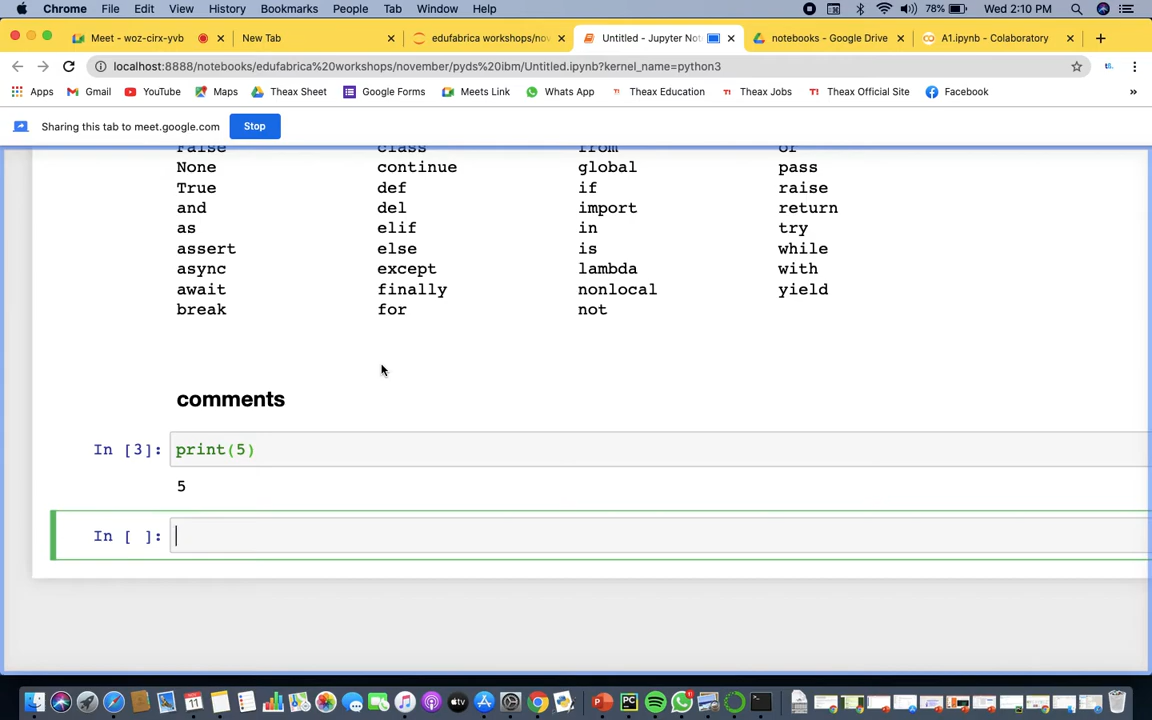 Chrome File Edit View History Bookmarks People Tab Window Help 78% Wed 2:10 PM
Meet - woz-cirx-yvb New Tab edufabrica workshops/nov Untitled - Jupyter Not notebooks - Google Drive A1.ipynb - Colaboratory
localhost:8888/notebooks/edufabrica%20workshops/november/pyds%20ibm/Untitled.ipynb?kernel_name=python3
Apps Gmail YouTube Maps Theax Sheet Google Forms Meets Link Whats App Theax Education Theax Jobs Theax Official Site Facebook
Sharing this tab to meet.google.com Stop
False class from or
None continue global pass
True def if raise
and del import return
as elif in try
assert else is while
async except lambda with
await finally nonlocal yield
break for not
comments
In [3]: print(5)
5
In [ ]: